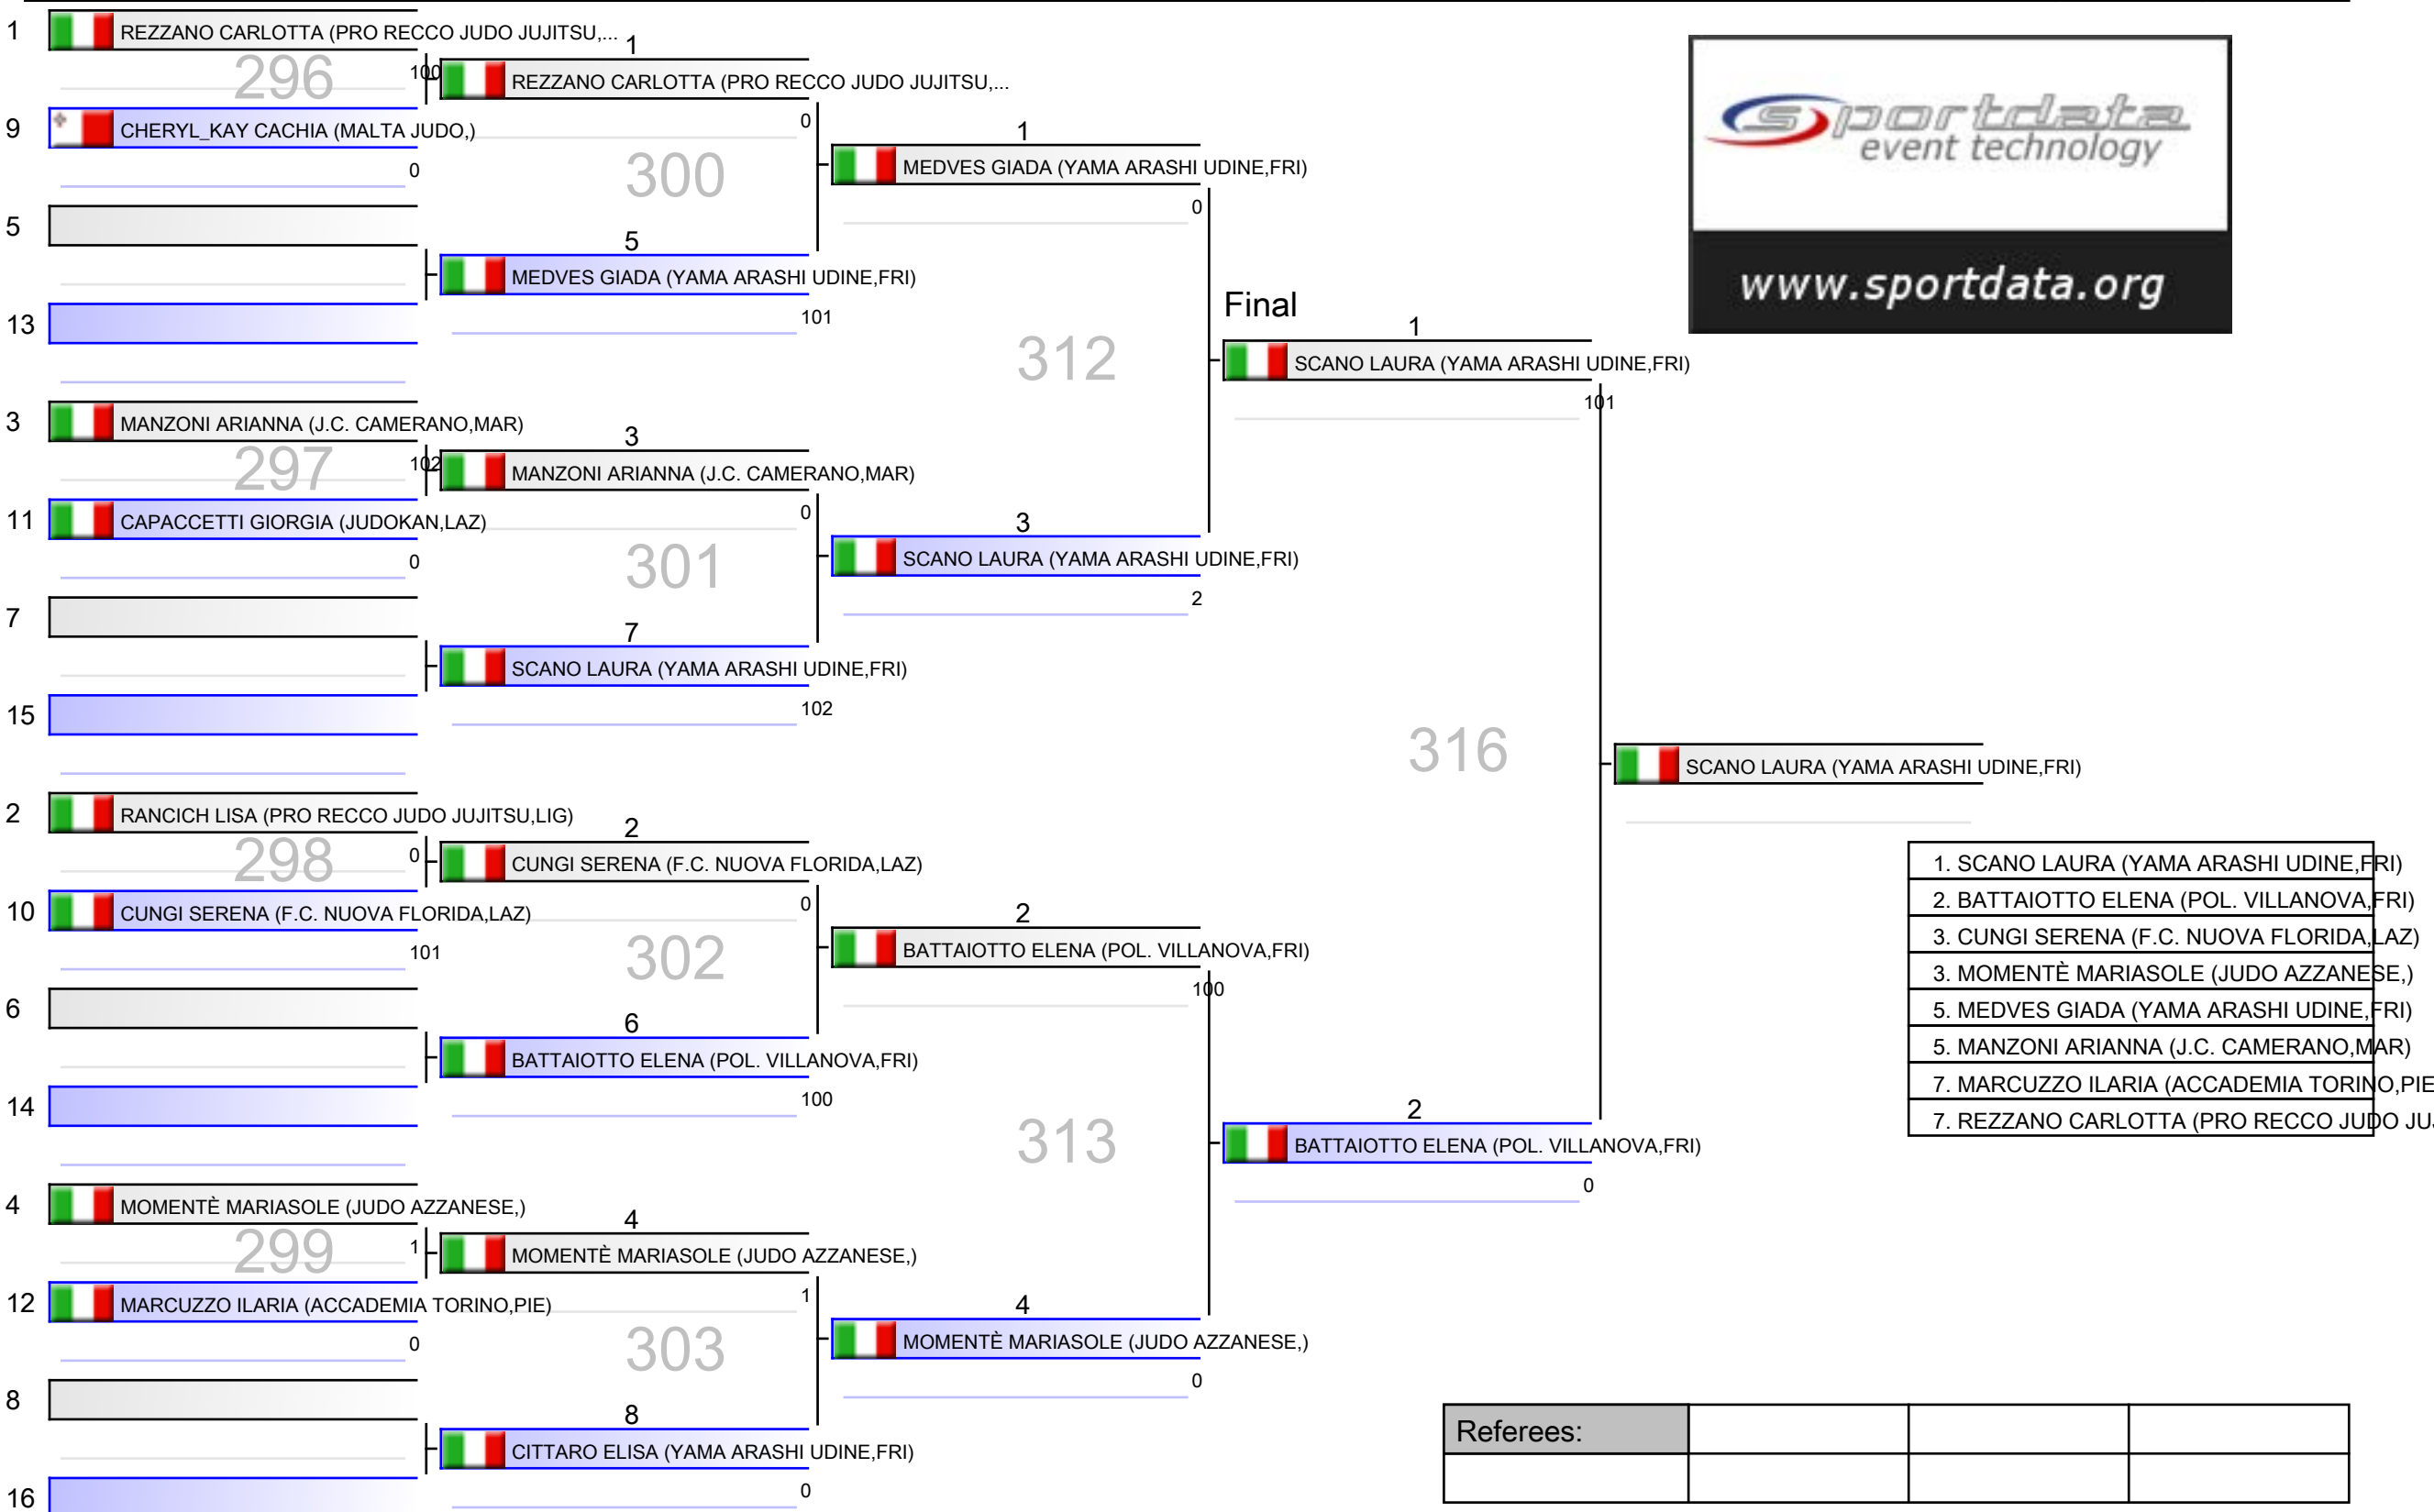 1
REZZANO CARLOTTA (PRO RECCO JUDO JUJITSU,...
296
100
9
CHERYL_KAY CACHIA (MALTA JUDO,)
0
5
13
3
MANZONI ARIANNA (J.C. CAMERANO,MAR)
297
102
11
CAPACCETTI GIORGIA (JUDOKAN,LAZ)
0
7
15
2
RANCICH LISA (PRO RECCO JUDO JUJITSU,LIG)
298
0
10
CUNGI SERENA (F.C. NUOVA FLORIDA,LAZ)
101
6
14
4
MOMENTÈ MARIASOLE (JUDO AZZANESE,)
299
1
12
MARCUZZO ILARIA (ACCADEMIA TORINO,PIE)
0
8
16
1
REZZANO CARLOTTA (PRO RECCO JUDO JUJITSU,...
0
300
5
MEDVES GIADA (YAMA ARASHI UDINE,FRI)
101
3
MANZONI ARIANNA (J.C. CAMERANO,MAR)
0
301
7
SCANO LAURA (YAMA ARASHI UDINE,FRI)
102
2
CUNGI SERENA (F.C. NUOVA FLORIDA,LAZ)
0
302
6
BATTAIOTTO ELENA (POL. VILLANOVA,FRI)
100
4
MOMENTÈ MARIASOLE (JUDO AZZANESE,)
1
303
8
CITTARO ELISA (YAMA ARASHI UDINE,FRI)
0
1
MEDVES GIADA (YAMA ARASHI UDINE,FRI)
0
312
3
SCANO LAURA (YAMA ARASHI UDINE,FRI)
2
2
BATTAIOTTO ELENA (POL. VILLANOVA,FRI)
100
313
4
MOMENTÈ MARIASOLE (JUDO AZZANESE,)
0
Final
1
SCANO LAURA (YAMA ARASHI UDINE,FRI)
101
316
2
BATTAIOTTO ELENA (POL. VILLANOVA,FRI)
0
SCANO LAURA (YAMA ARASHI UDINE,FRI)
sportdata
event technology
www.sportdata.org
1. SCANO LAURA (YAMA ARASHI UDINE,FRI)
2. BATTAIOTTO ELENA (POL. VILLANOVA,FRI)
3. CUNGI SERENA (F.C. NUOVA FLORIDA,LAZ)
3. MOMENTÈ MARIASOLE (JUDO AZZANESE,)
5. MEDVES GIADA (YAMA ARASHI UDINE,FRI)
5. MANZONI ARIANNA (J.C. CAMERANO,MAR)
7. MARCUZZO ILARIA (ACCADEMIA TORINO,PIE
7. REZZANO CARLOTTA (PRO RECCO JUDO JU
Referees: